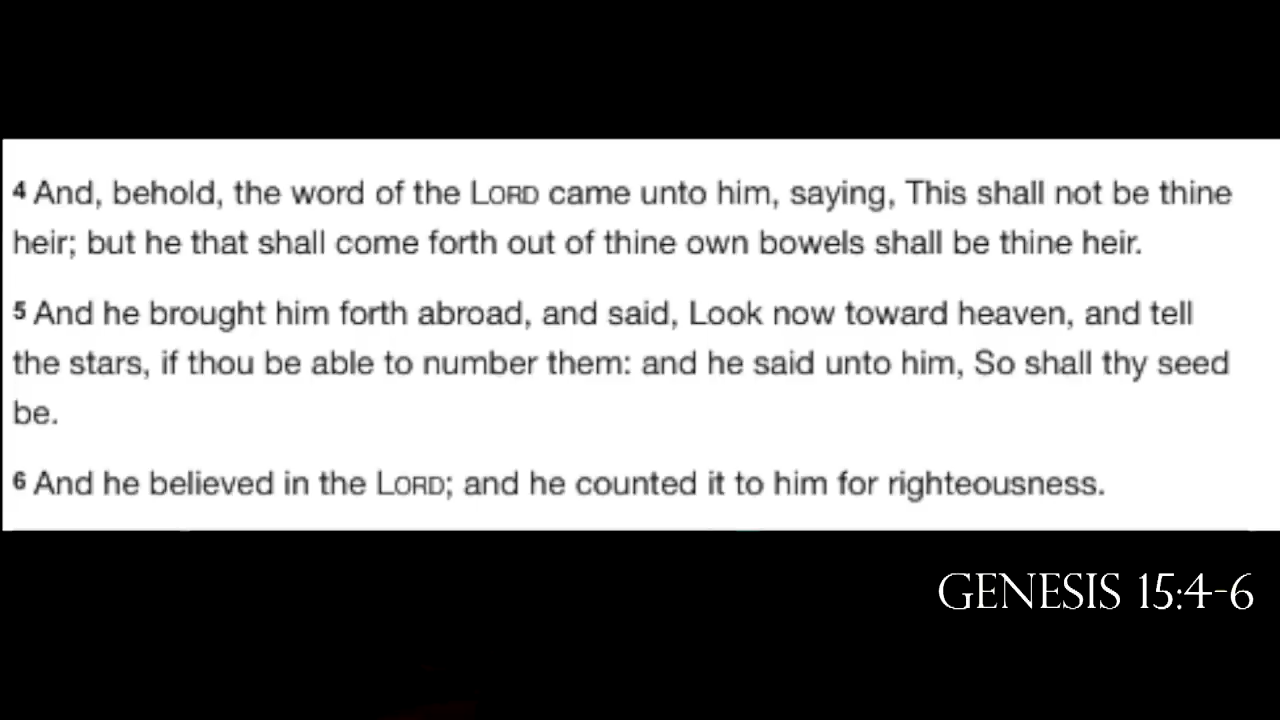 4 And, behold, the word of the LORD came unto him, saying, This shall not be thine
heir; but he that shall come forth out of thine own bowels shall be thine heir.
5 And he brought him forth abroad, and said, Look now toward heaven, and tell
the stars, if thou be able to number them: and he said unto him, So shall thy seed
be.
6 And he believed in the LORD; and he counted it to him for righteousness.
GENESIS 15:4-6